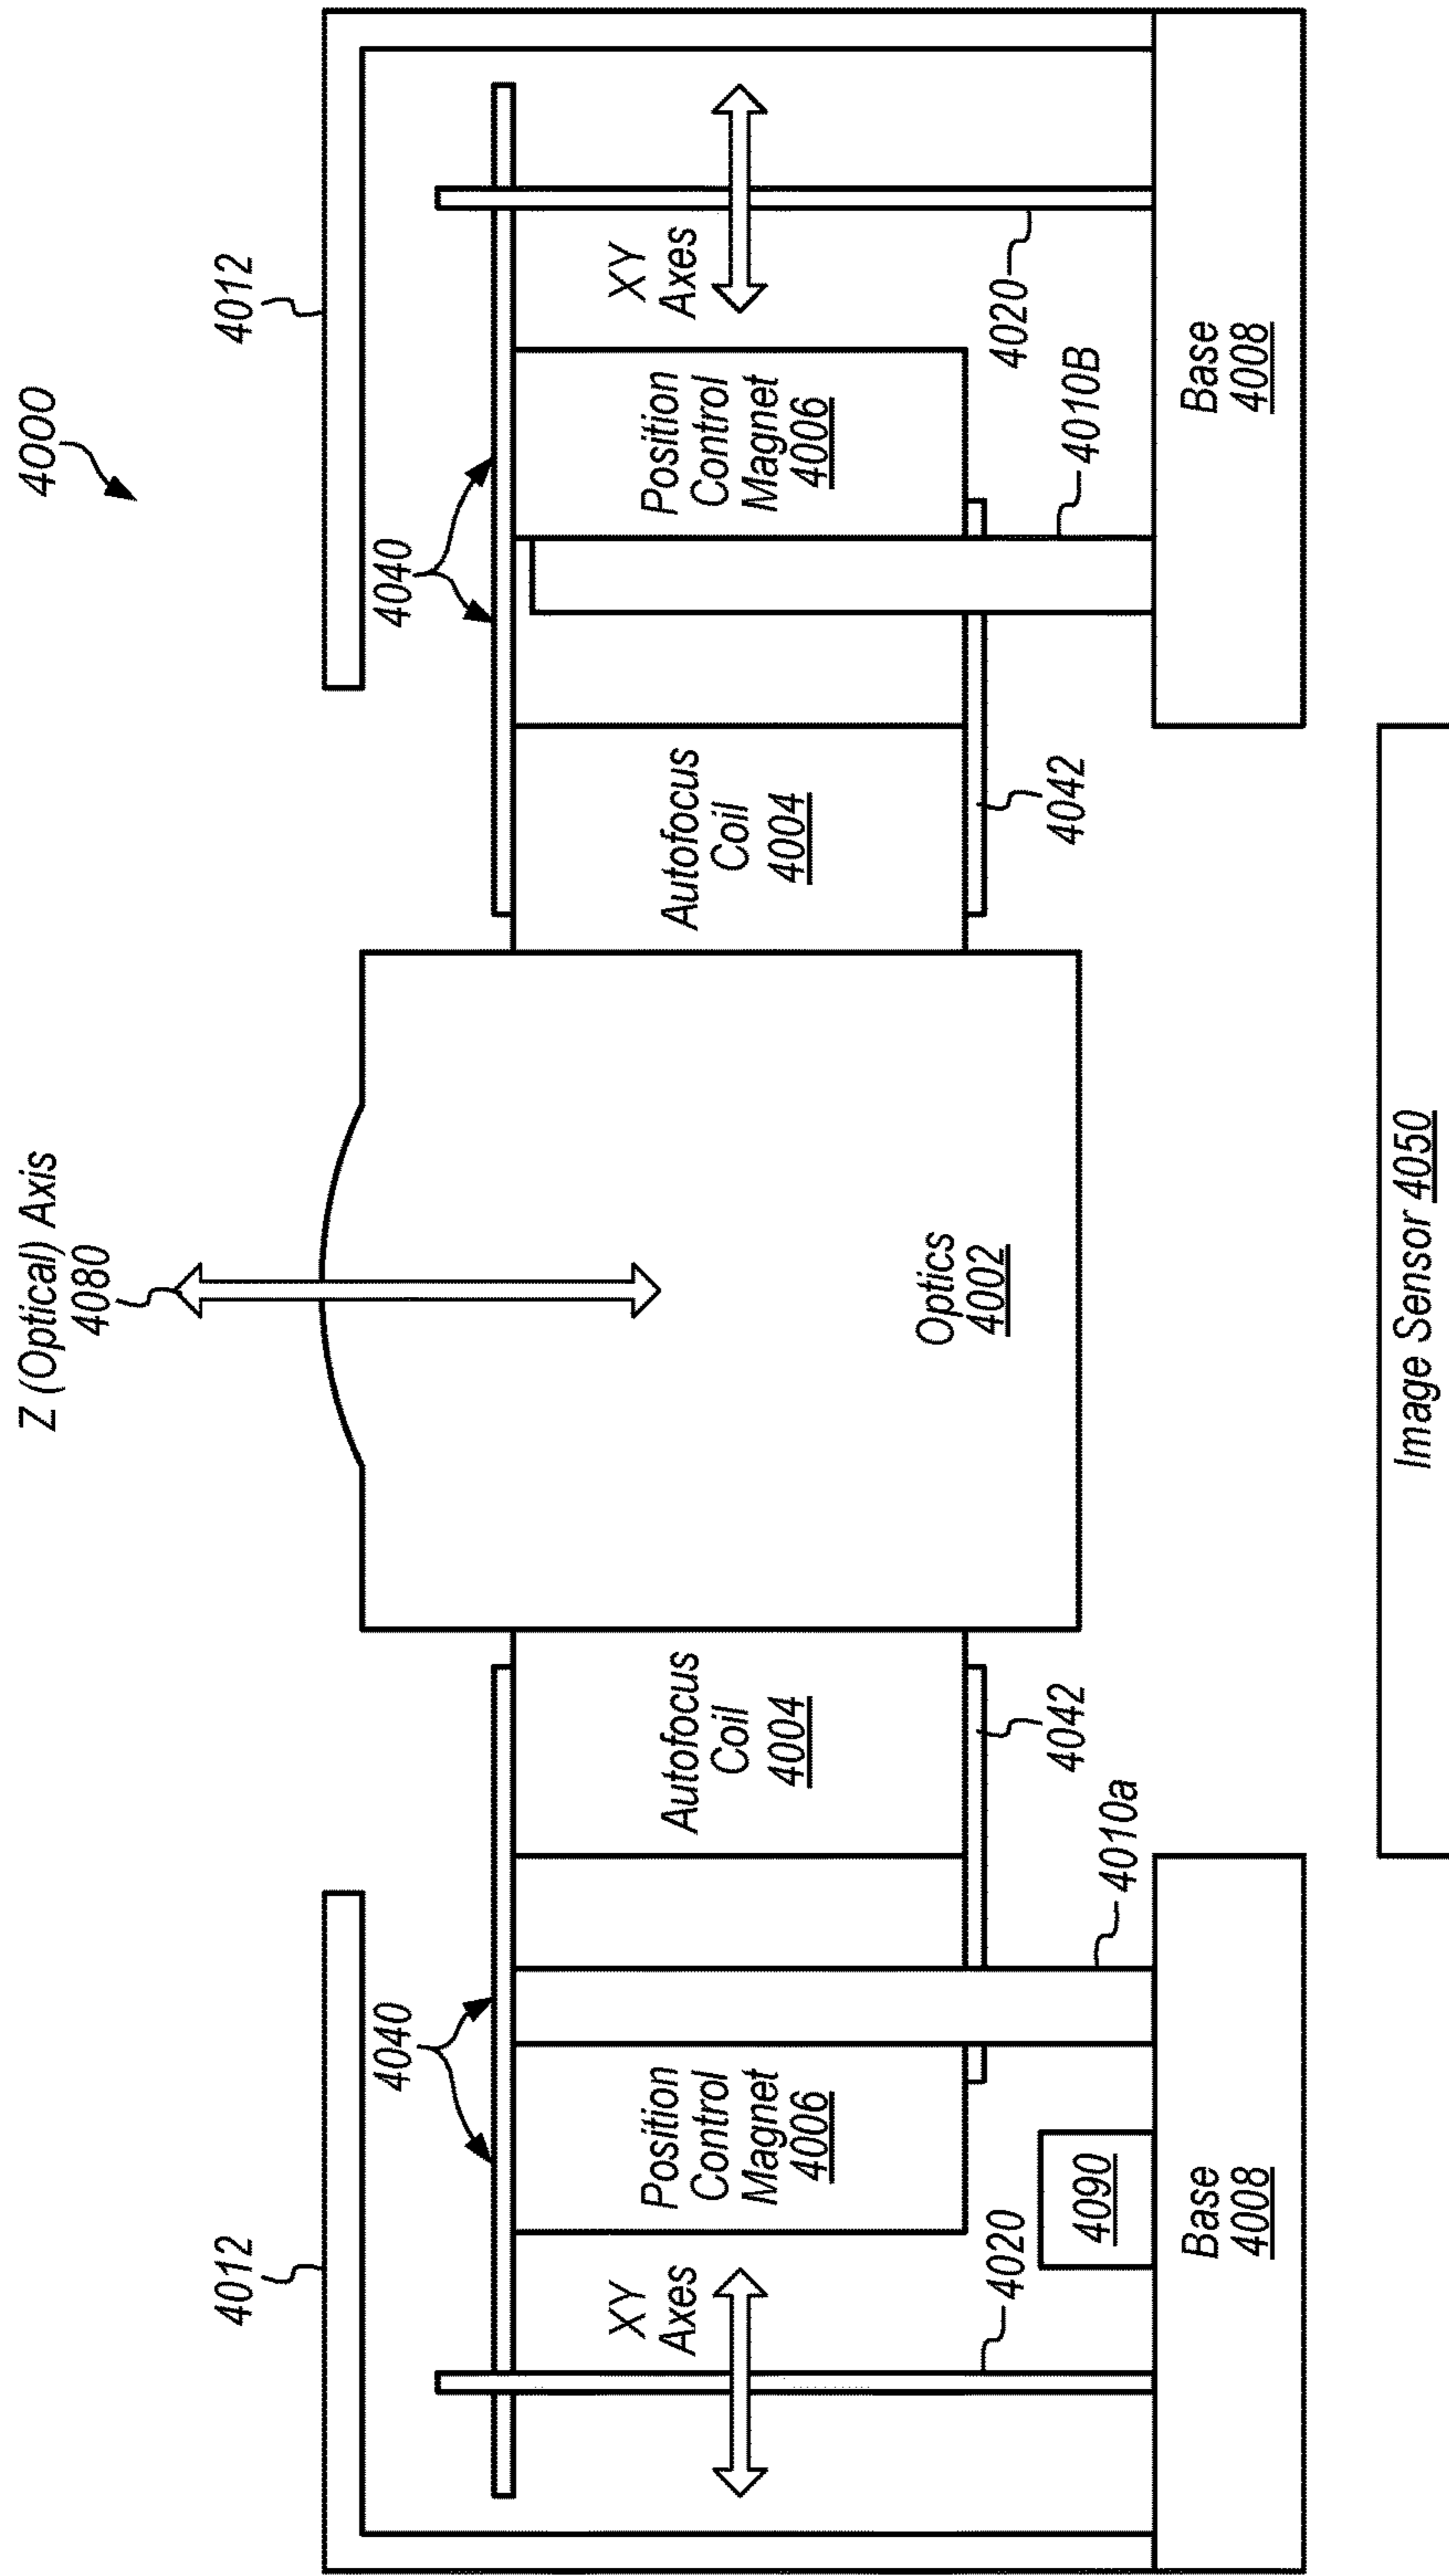 4000
Z (Optical) Axis
4080
4012
4012
4040
4040
XY
Axes
Position
Control
Magnet
4006
Autofocus
Coil
4004
Optics
4002
Autofocus
Coil
4004
Position
Control
Magnet
4006
XY
Axes
4020
4090
4010a
4042
4042
4010B
4020
Base
4008
Base
4008
Image Sensor 4050